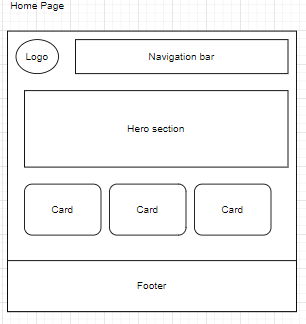 Home Page
Logo
Navigation bar
Hero section
Card
Card
Card
Footer